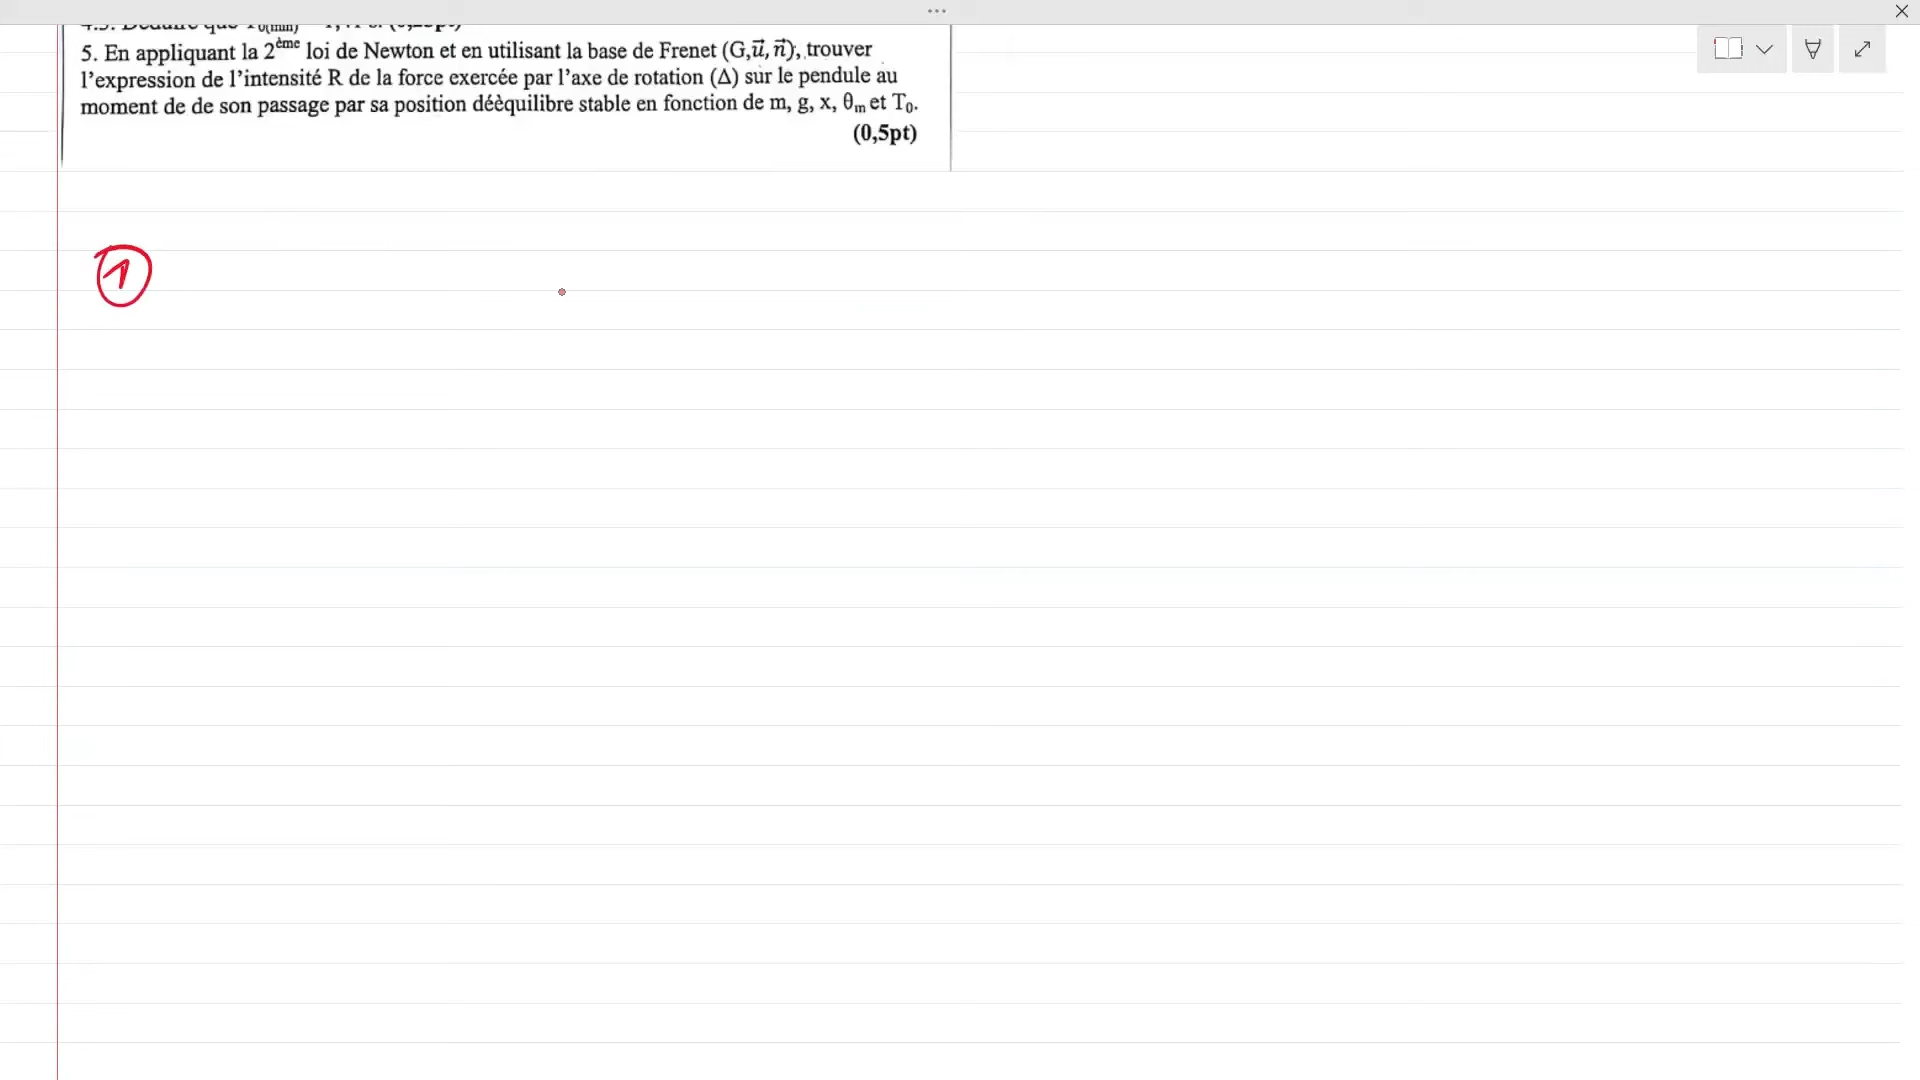 5. En appliquant la 2ème loi de Newton et en utilisant la base de Frenet (G,u⃗, n⃗), trouver
l'expression de l'intensité R de la force exercée par l'axe de rotation (Δ) sur le pendule au
moment de de son passage par sa position déèquilibre stable en fonction de m, g, x, θm et T0.
(0,5pt)
1